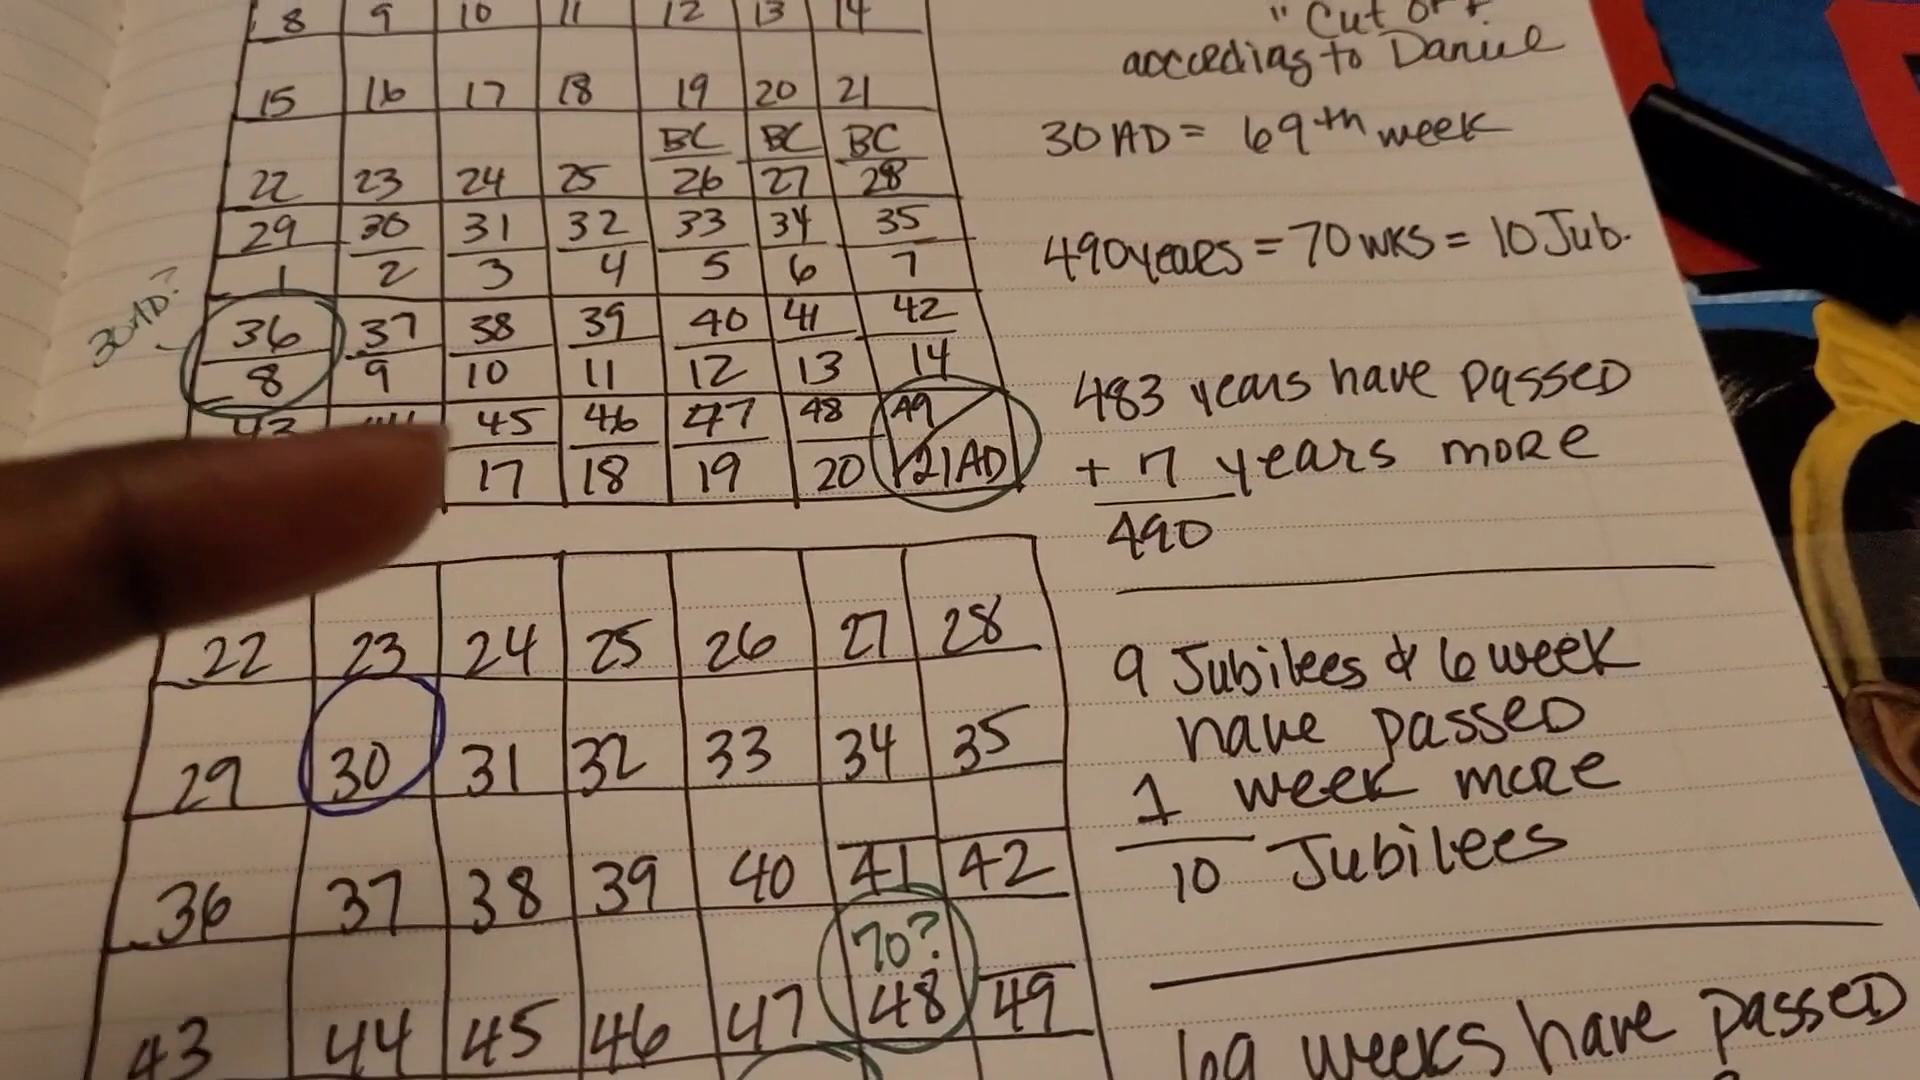 8 9 10 11 12 13 14
15 16 17 18 19 20 21
BC BC BC
22 23 24 25 26 27 28
29 30 31 32 33 34 35
1 2 3 4 5 6 7
30AD?
36 37 38 39 40 41 42
8 9 10 11 12 13 14
43 44 45 46 47 48 49
17 18 19 20 21AD
22 23 24 25 26 27 28
29 30 31 32 33 34 35
36 37 38 39 40 41 42
70?
43 44 45 46 47 48 49
"Cut off
according to Daniel
30 AD = 69th week
490 years = 70 wks = 10 Jub.
483 years have passed
+ 7 years more
490
9 Jubilees & 6 week
have passed
1 week more
10 Jubilees
69 weeks have passed